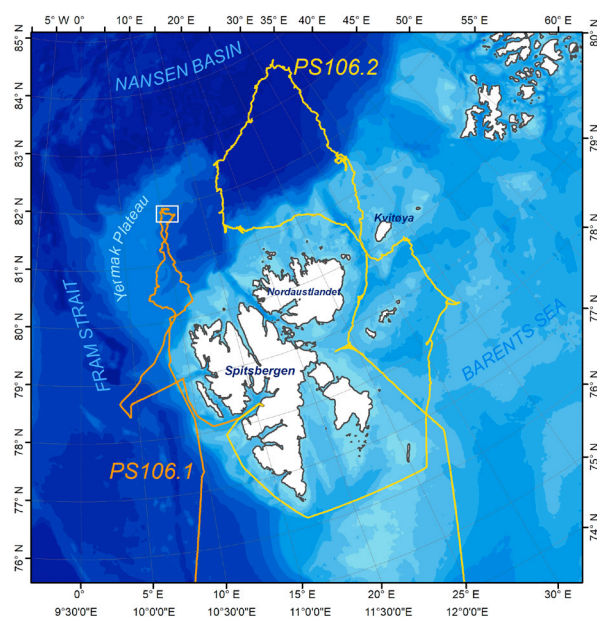 5° W 0° 5° E 10° E 15° E 20° E 25° E 30° E 35° E 40° E 45° E 50° E 55° E 60° E
85° N
84° N
83° N
82° N
81° N
80° N
79° N
78° N
77° N
76° N
80° N
79° N
78° N
77° N
76° N
75° N
74° N
NANSEN BASIN
PS106.2
Kvitøya
Yermak Plateau
Nordaustlandet
FRAM STRAIT
BARENTS SEA
Spitsbergen
PS106.1
0° 5° E 10° E 15° E 20° E 25° E 30° E
9°30'0"E 10°0'0"E 10°30'0"E 11°0'0"E 11°30'0"E 12°0'0"E